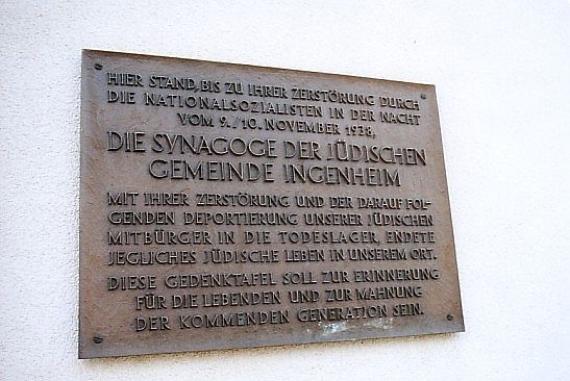 HIER STAND, BIS ZU IHRER ZERSTÖRUNG DURCH
DIE NATIONALSOZIALISTEN IN DER NACHT
VOM 9./10. NOVEMBER 1938,
DIE SYNAGOGE DER JÜDISCHEN
GEMEINDE INGENHEIM
MIT IHRER ZERSTÖRUNG UND DER DARAUF FOL-
GENDEN DEPORTIERUNG UNSERER JÜDISCHEN
MITBÜRGER IN DIE TODESLAGER, ENDETE
JEGLICHES JÜDISCHE LEBEN IN UNSEREM ORT.
DIESE GEDENKTAFEL SOLL ZUR ERINNERUNG
FÜR DIE LEBENDEN UND ZUR MAHNUNG
DER KOMMENDEN GENERATION SEIN.